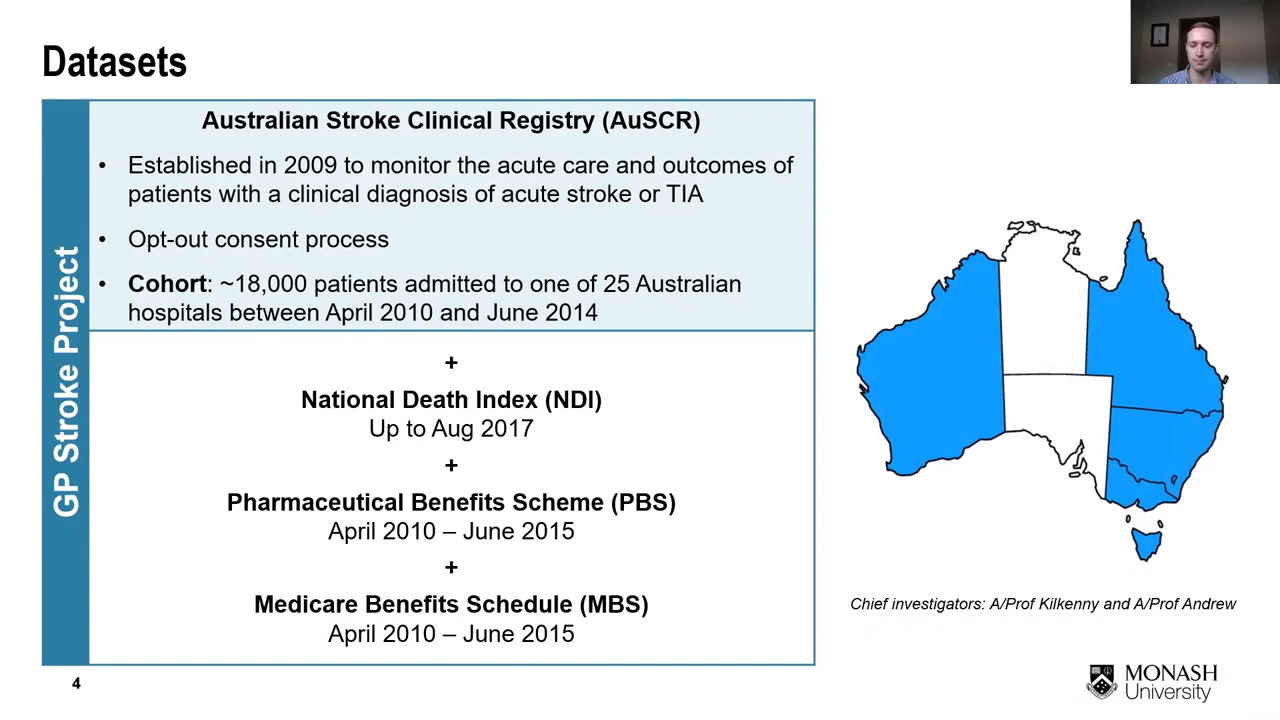 Datasets
GP Stroke Project
Australian Stroke Clinical Registry (AuSCR)
• Established in 2009 to monitor the acute care and outcomes of
patients with a clinical diagnosis of acute stroke or TIA
• Opt-out consent process
• Cohort: ~18,000 patients admitted to one of 25 Australian
hospitals between April 2010 and June 2014
+
National Death Index (NDI)
Up to Aug 2017
+
Pharmaceutical Benefits Scheme (PBS)
April 2010 – June 2015
+
Medicare Benefits Schedule (MBS)
April 2010 – June 2015
Chief investigators: A/Prof Kilkenny and A/Prof Andrew
4
MONASH
University